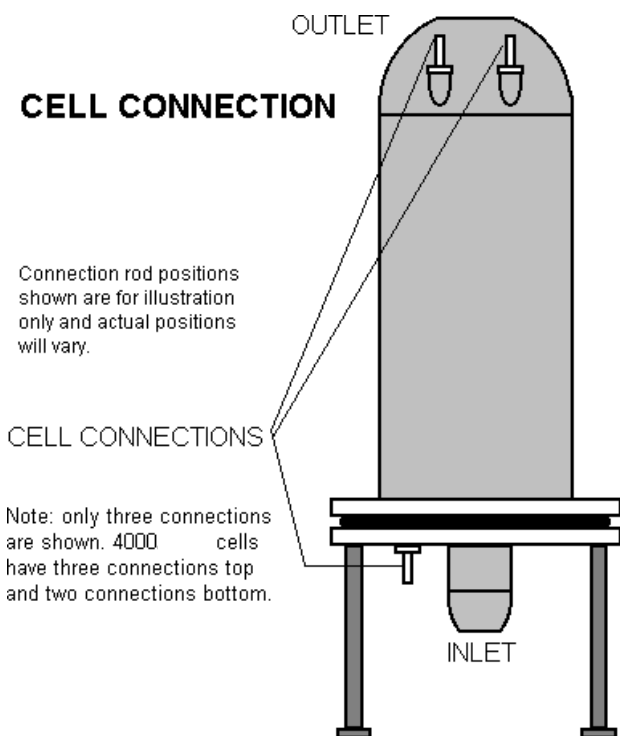 OUTLET
CELL CONNECTION
Connection rod positions
shown are for illustration
only and actual positions
will vary.
CELL CONNECTIONS
Note: only three connections
are shown. 4000 cells
have three connections top
and two connections bottom.
INLET